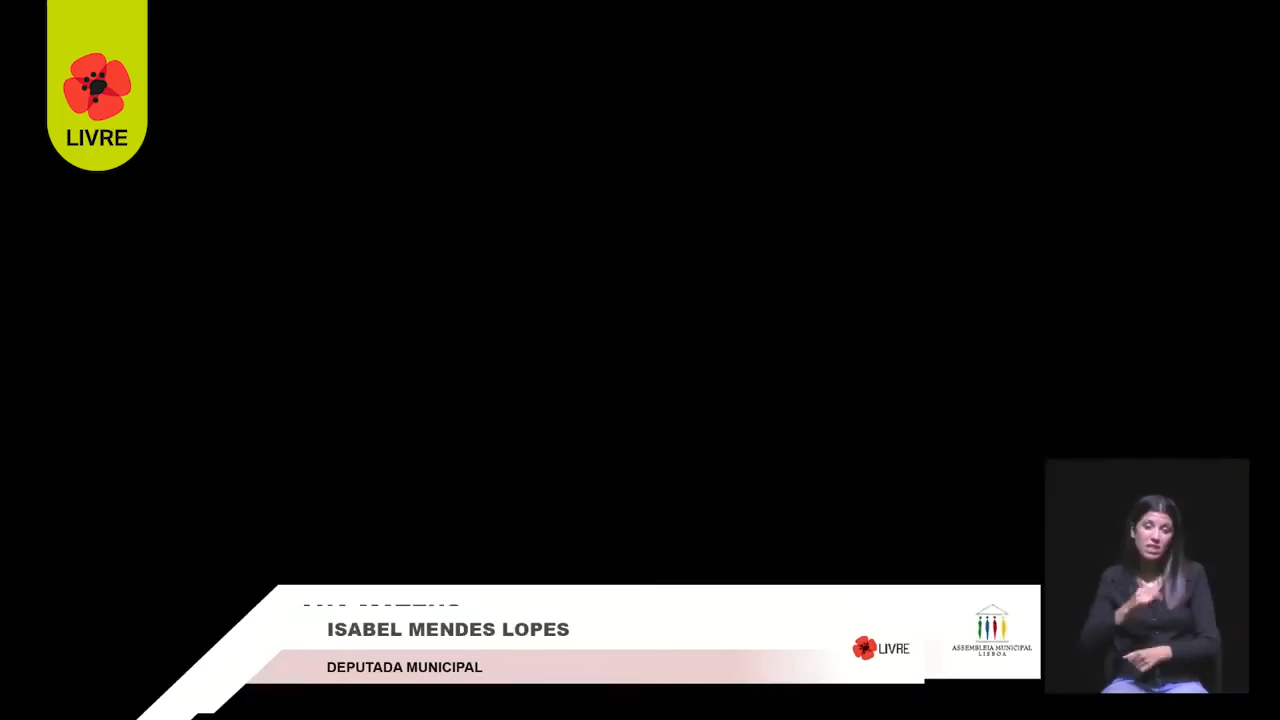 LIVRE
ISABEL MENDES LOPES
DEPUTADA MUNICIPAL
LIVRE
ASSEMBLEIA MUNICIPAL
LISBOA